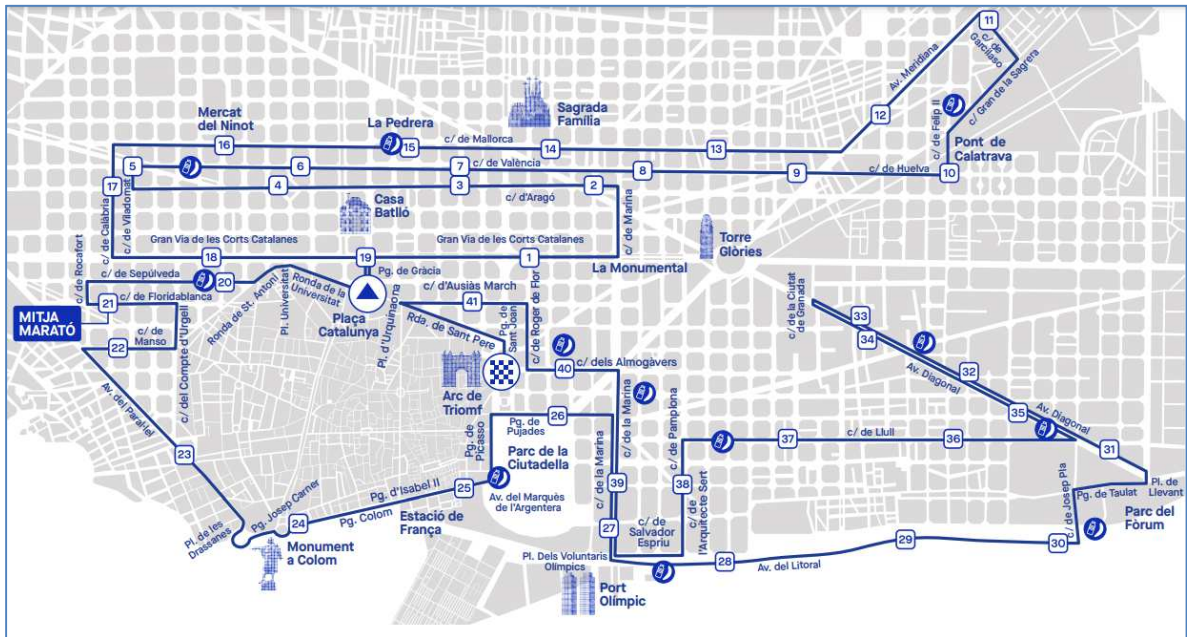 11
c/ de
Garcilaso
Av. Meridiana
c/ Gran de la Sagrera
12
c/ de Felip II
Pont de
Calatrava
Sagrada
Família
Mercat
del Ninot
La Pedrera
16
15
c/ de Mallorca
14
13
5
6
7
c/ de València
8
9
c/ de Huelva
10
17
4
3
c/ d'Aragó
2
c/ de Calàbria
c/ de Viladomat
Casa
Batlló
c/ de Marina
Torre
Glòries
Gran Via de les Corts Catalanes
Gran Via de les Corts Catalanes
18
19
1
La Monumental
c/ de Rocafort
c/ de Sepúlveda
20
Pl. Universitat
Ronda de la
Universitat
Pg. de Gràcia
c/ d'Ausiàs March
c/ de Roger de Flor
c/ de la Ciutat
de Granada
21
c/ de Floridablanca
Ronda de St. Antoni
Plaça
Catalunya
Pl. d'Urquinaona
41
Pg. de
Sant Joan
33
MITJA
MARATÓ
c/ de
Manso
c/ del Compte d'Urgell
Rda. de Sant Pere
34
22
40
c/ dels Almogàvers
32
Av. Diagonal
Av. del Paral·lel
Arc de
Triomf
c/ de la Marina
c/ de Pamplona
35
Av. Diagonal
26
Pg. de
Pujades
Pg. de Picasso
37
c/ de Llull
36
31
23
Parc de la
Ciutadella
c/ de la Marina
39
38
c/ de Josep Pla
Pl. de
Llevant
Pg. de Taulat
25
Pg. d'Isabel II
Av. del Marquès
de l'Argentera
Parc del
Fòrum
Pg. Josep Carner
24
Pg. Colom
Estació de
França
27
c/ de
Salvador
Espriu
c/ de
l'Arquitecte Sert
Pl. de les
Drassanes
29
30
Monument
a Colom
Pl. Dels Voluntaris
Olímpics
28
Av. del Litoral
Port
Olímpic